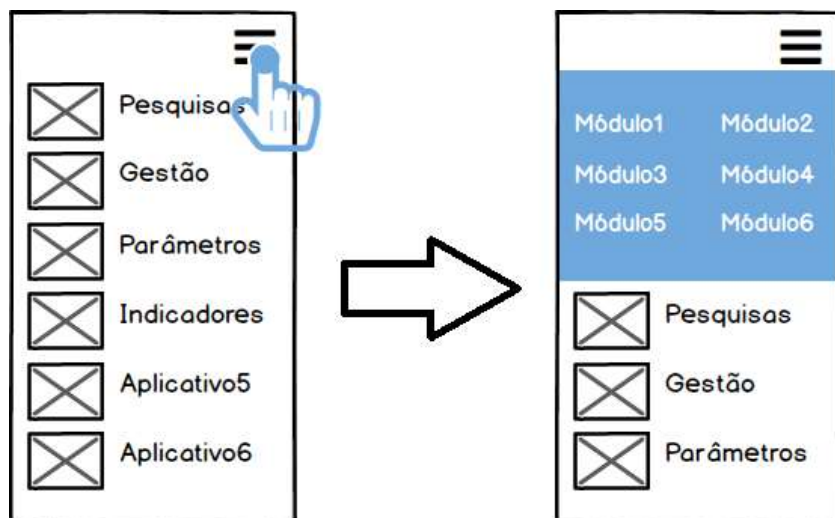 Pesquisas
Gestão
Parâmetros
Indicadores
Aplicativo5
Aplicativo6
Módulo1 Módulo2
Módulo3 Módulo4
Módulo5 Módulo6
Pesquisas
Gestão
Parâmetros